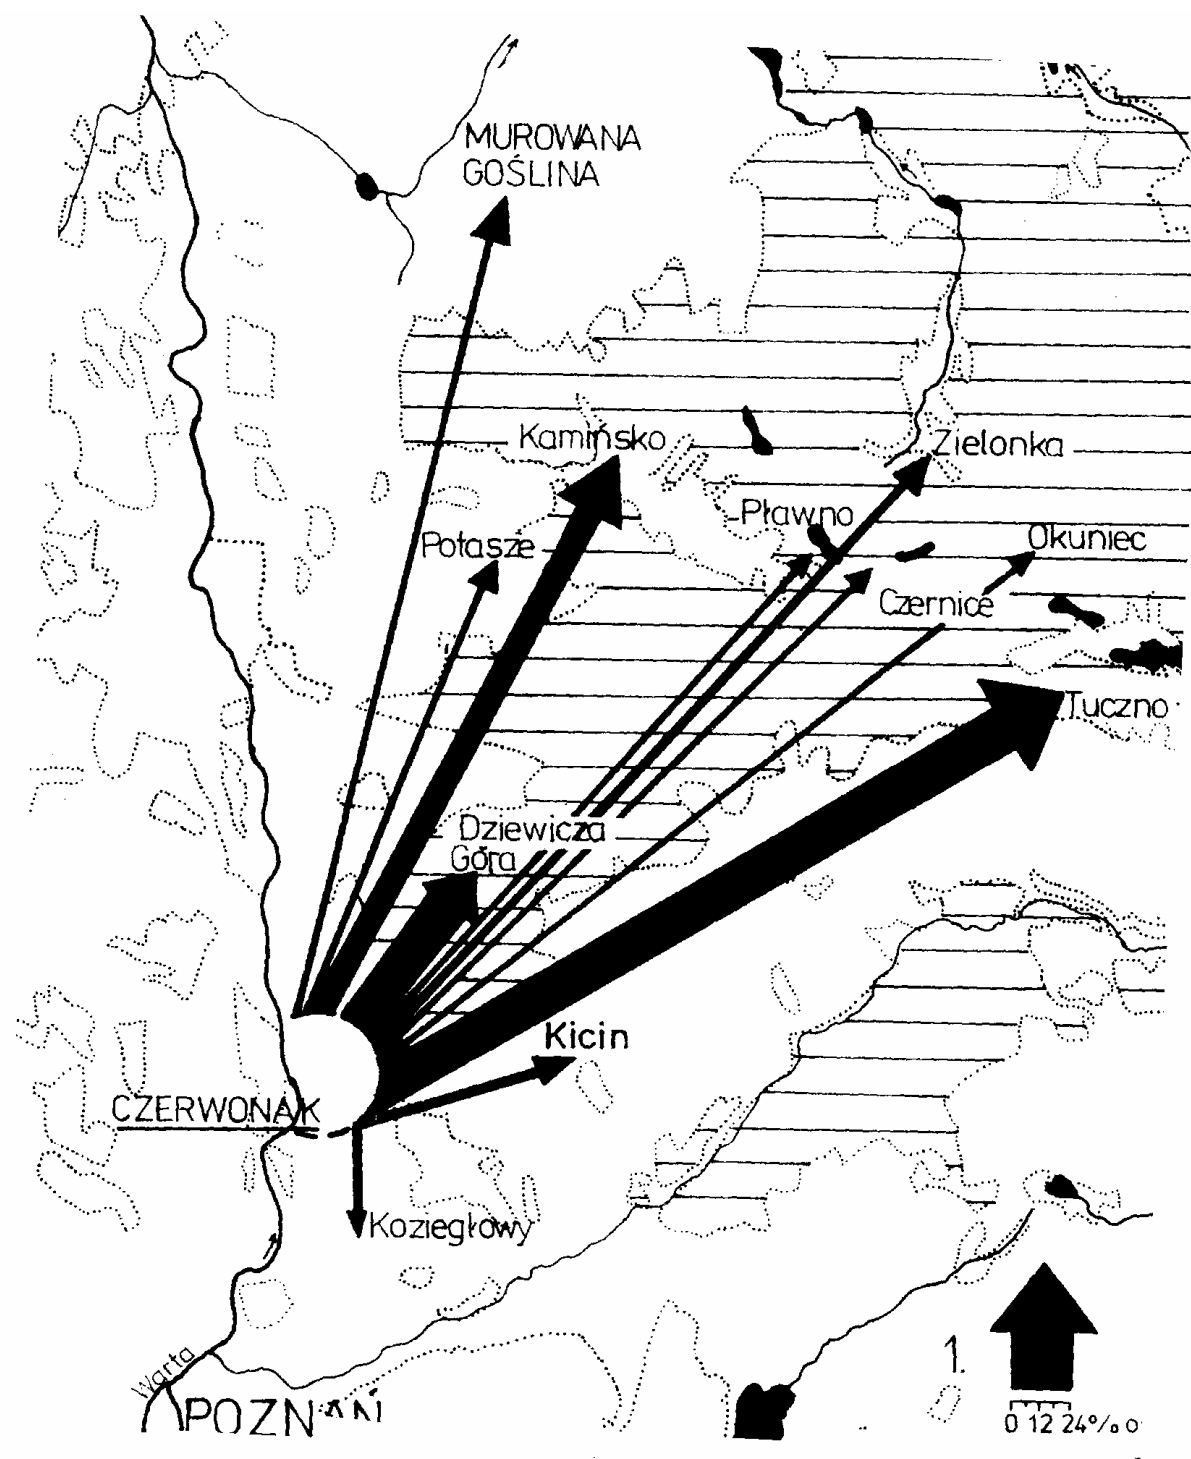 MUROWANA
GOŚLINA
Kamińsko
Zielonka
Pławno
Potasze
Okuniec
Czernice
Tuczno
Dziewicza
Góra
Kicin
CZERWONAK
Koziegłowy
1.
Warta
POZNAŃ
0 12 24%